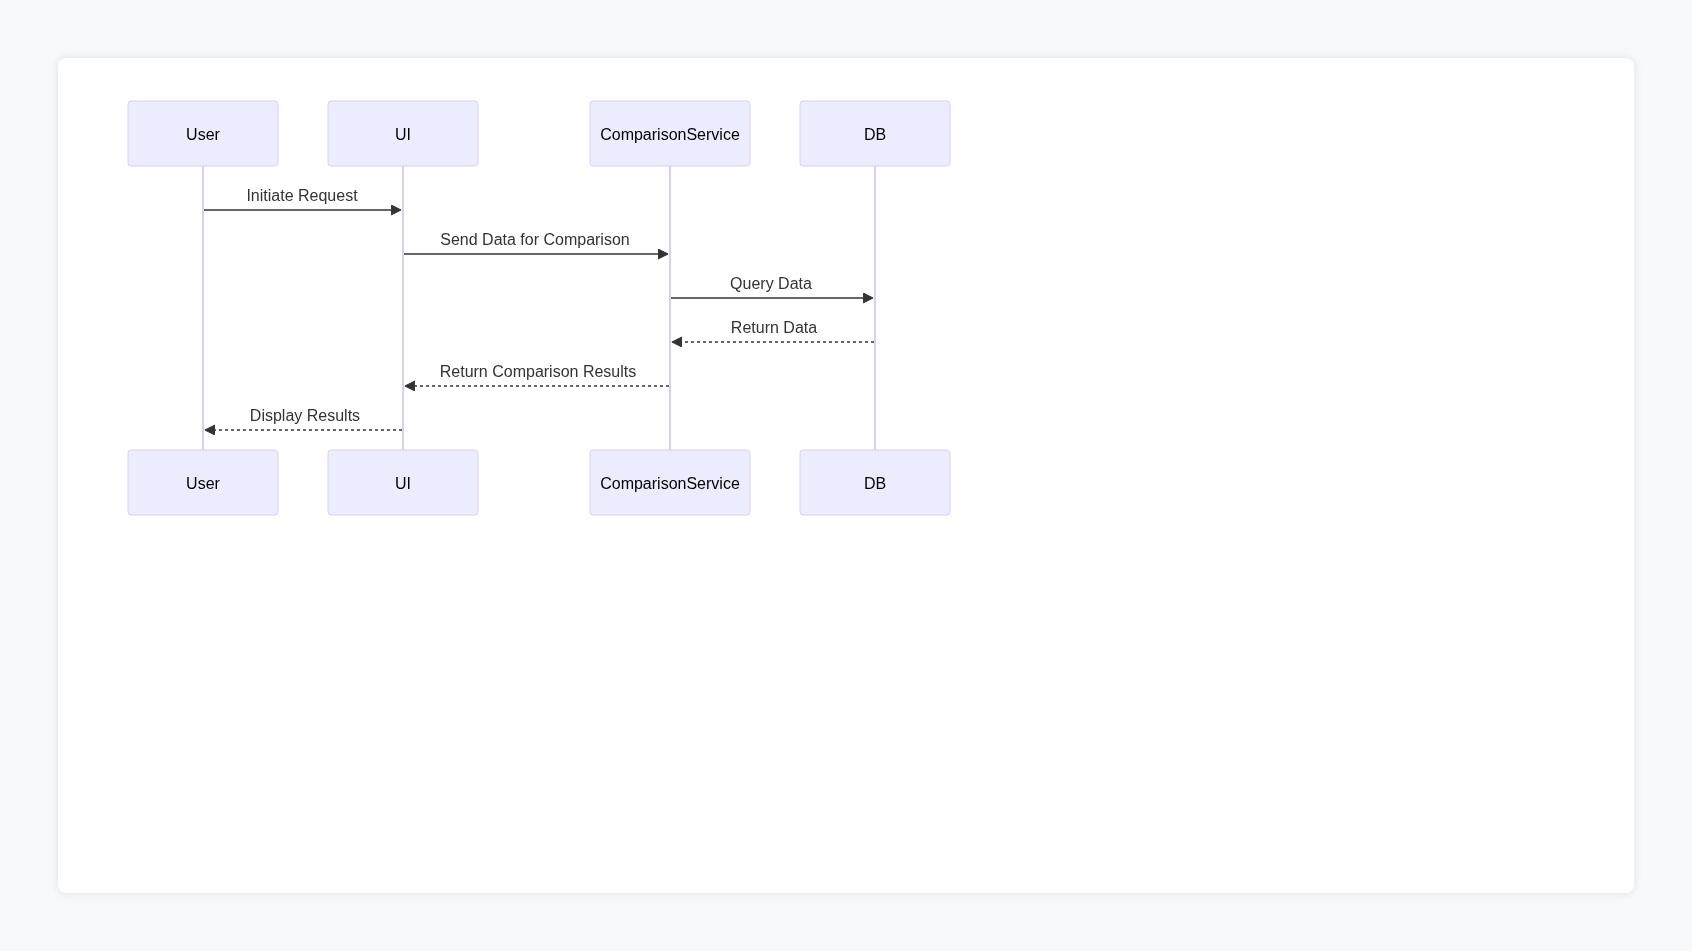 User
UI
ComparisonService
DB
Initiate Request
Send Data for Comparison
Query Data
Return Data
Return Comparison Results
Display Results
User
UI
ComparisonService
DB